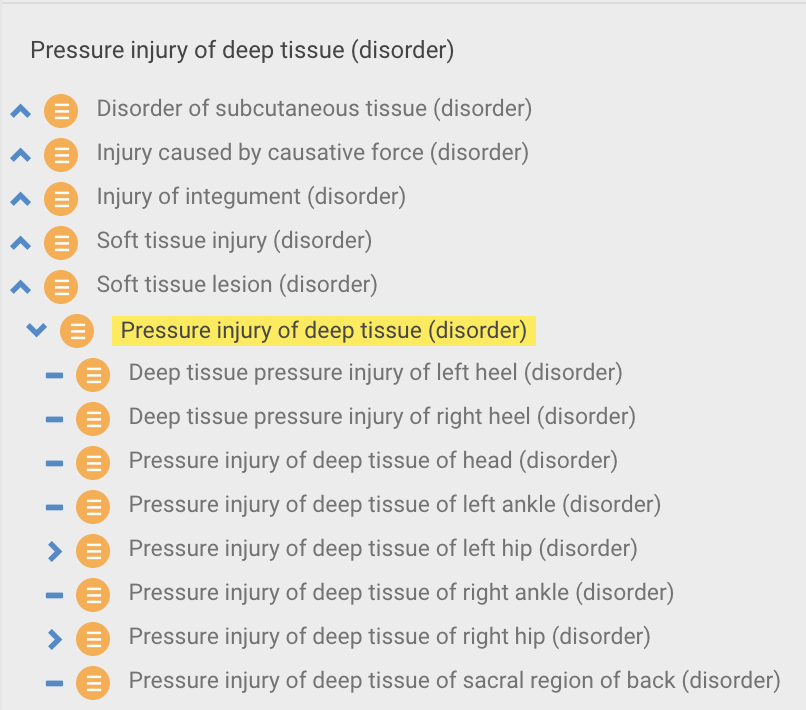 Pressure injury of deep tissue (disorder)
Disorder of subcutaneous tissue (disorder)
Injury caused by causative force (disorder)
Injury of integument (disorder)
Soft tissue injury (disorder)
Soft tissue lesion (disorder)
Pressure injury of deep tissue (disorder)
Deep tissue pressure injury of left heel (disorder)
Deep tissue pressure injury of right heel (disorder)
Pressure injury of deep tissue of head (disorder)
Pressure injury of deep tissue of left ankle (disorder)
Pressure injury of deep tissue of left hip (disorder)
Pressure injury of deep tissue of right ankle (disorder)
Pressure injury of deep tissue of right hip (disorder)
Pressure injury of deep tissue of sacral region of back (disorder)